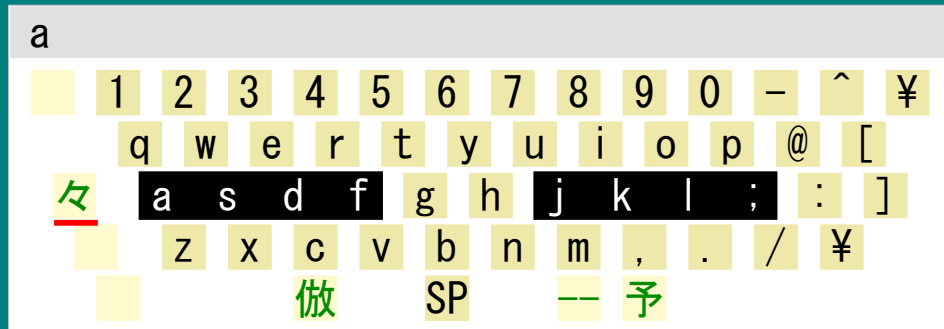 a
1 2 3 4 5 6 7 8 9 0 - ^ ¥
q w e r t y u i o p @ [
々 a s d f g h j k l ; : ]
z x c v b n m , . / ¥
倣 SP -- 予